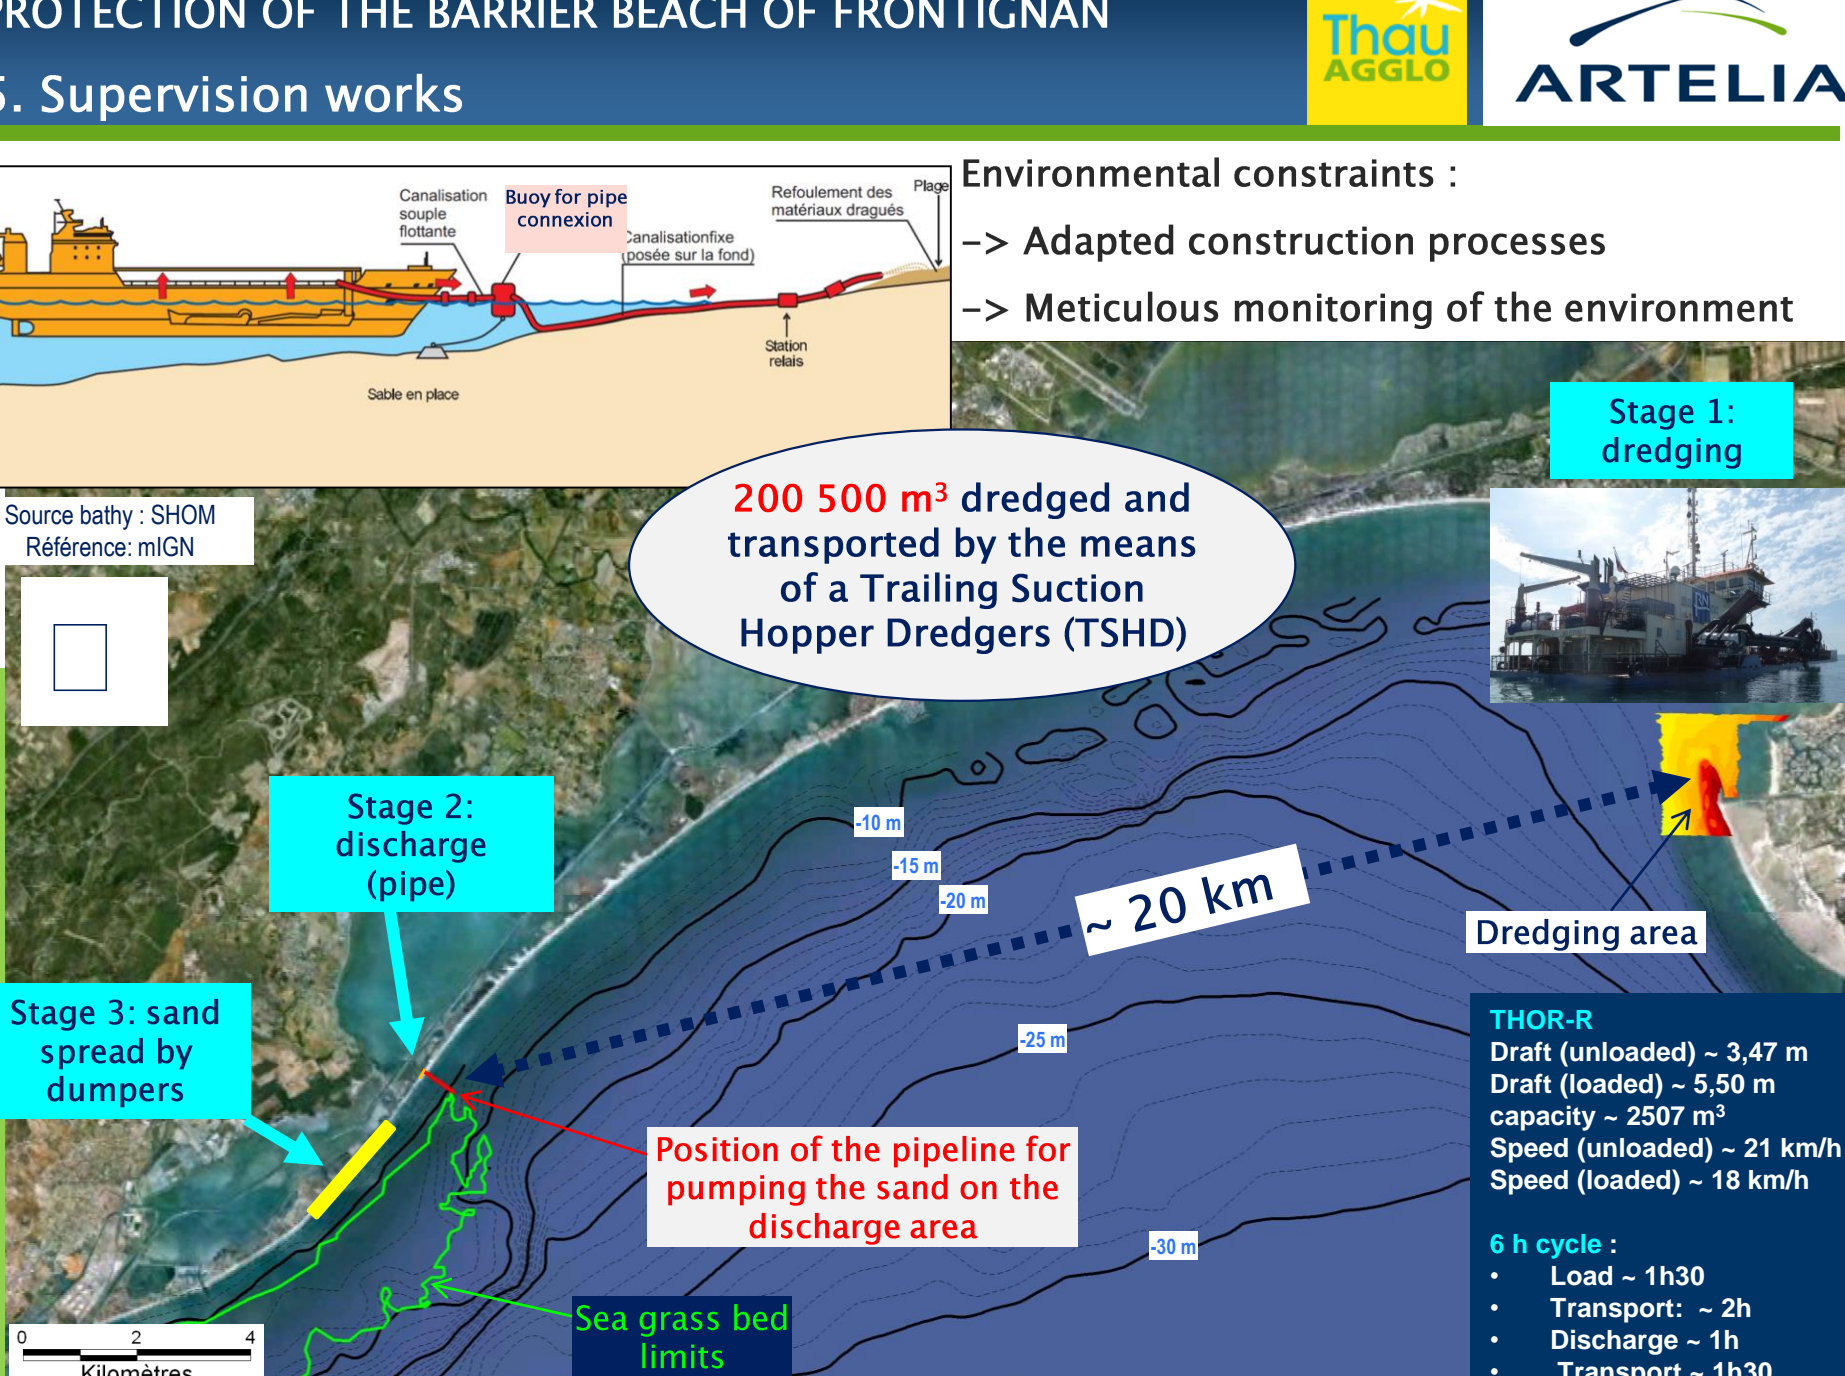 PROTECTION OF THE BARRIER BEACH OF FRONTIGNAN
5. Supervision works
Thau
AGGLO
ARTELIA
Canalisation
souple
flottante
Buoy for pipe
connexion
Canalisationfixe
(posée sur la fond)
Refoulement des
matériaux dragués
Plage
Station
relais
Sable en place
Environmental constraints :
–> Adapted construction processes
–> Meticulous monitoring of the environment
Source bathy : SHOM
Référence: mIGN
200 500 m³ dredged and
transported by the means
of a Trailing Suction
Hopper Dredgers (TSHD)
Stage 1:
dredging
Stage 2:
discharge
(pipe)
Stage 3: sand
spread by
dumpers
-10 m
-15 m
-20 m
-25 m
-30 m
~ 20 km
Dredging area
Position of the pipeline for
pumping the sand on the
discharge area
Sea grass bed
limits
0 2 4
Kilomètres
THOR-R
Draft (unloaded) ~ 3,47 m
Draft (loaded) ~ 5,50 m
capacity ~ 2507 m³
Speed (unloaded) ~ 21 km/h
Speed (loaded) ~ 18 km/h
6 h cycle :
• Load ~ 1h30
• Transport: ~ 2h
• Discharge ~ 1h
• Transport ~ 1h30